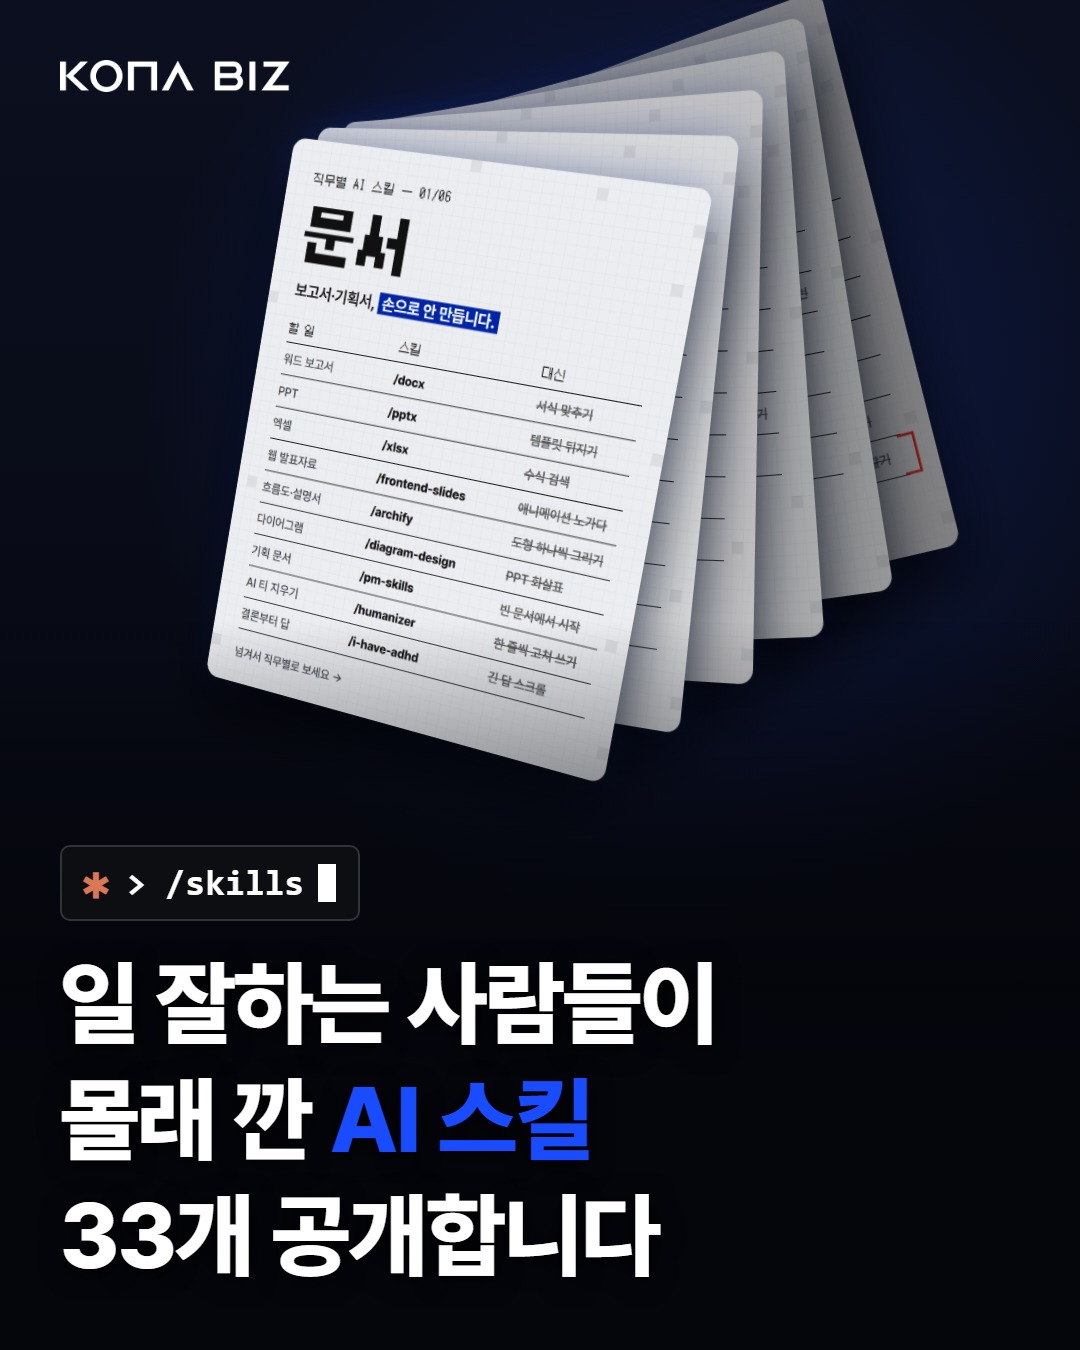 KONA BIZ
직무별 AI 스킬 — 01/06
문서
보고서·기획서, 손으로 안 만듭니다.
할 일 스킬 대신
워드 보고서 /docx 서식 맞추기
PPT /pptx 템플릿 뒤지기
엑셀 /xlsx 수식 검색
웹 발표자료 /frontend-slides 애니메이션 노가다
흐름도·설명서 /archify 도형 하나씩 그리기
다이어그램 /diagram-design PPT 화살표
기획 문서 /pm-skills 빈 문서에서 시작
AI 티 지우기 /humanizer 한 줄씩 고쳐 쓰기
결론부터 답 /i-have-adhd 긴 답 스크롤
넘겨서 직무별로 보세요 →
* > /skills
일 잘하는 사람들이
몰래 깐 AI 스킬
33개 공개합니다